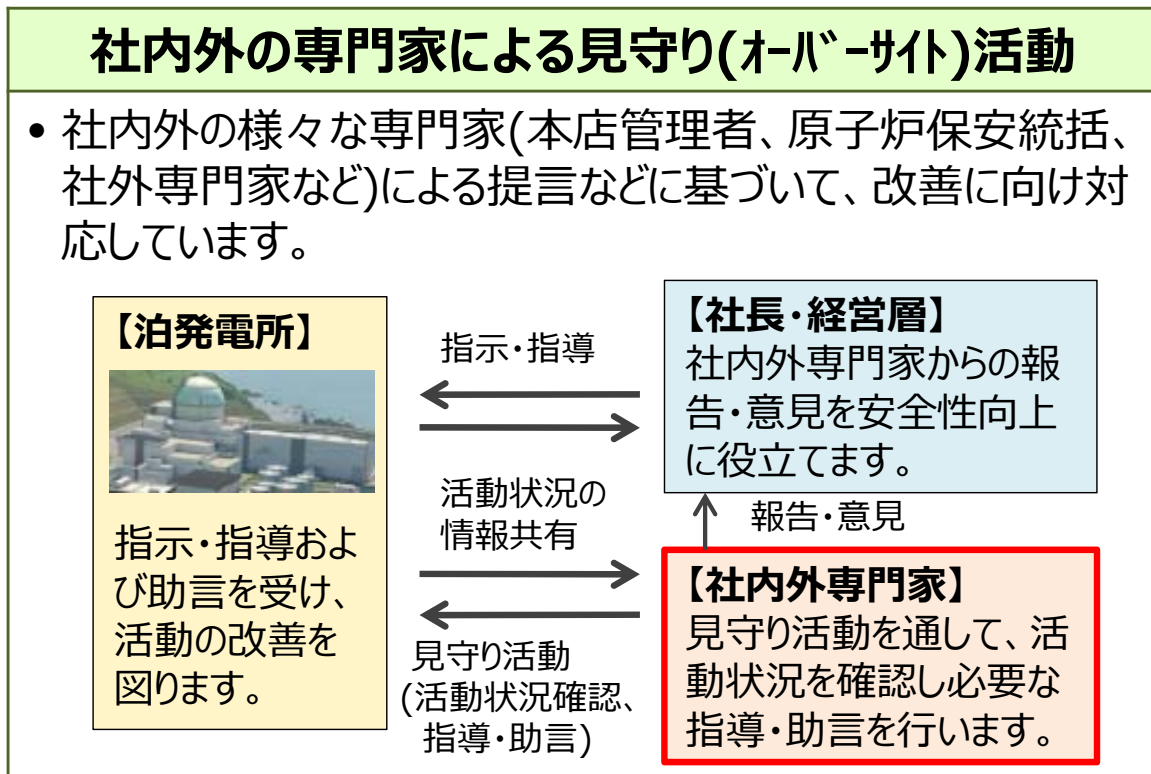 社内外の専門家による見守り(ｵｰﾊﾞｰｻｲﾄ)活動
• 社内外の様々な専門家(本店管理者、原子炉保安統括、
社外専門家など)による提言などに基づいて、改善に向け対
応しています。
【泊発電所】
指示・指導およ
び助言を受け、
活動の改善を
図ります。
指示・指導
活動状況の
情報共有
見守り活動
(活動状況確認、
指導・助言)
【社長・経営層】
社内外専門家からの報
告・意見を安全性向上
に役立てます。
報告・意見
【社内外専門家】
見守り活動を通して、活
動状況を確認し必要な
指導・助言を行います。